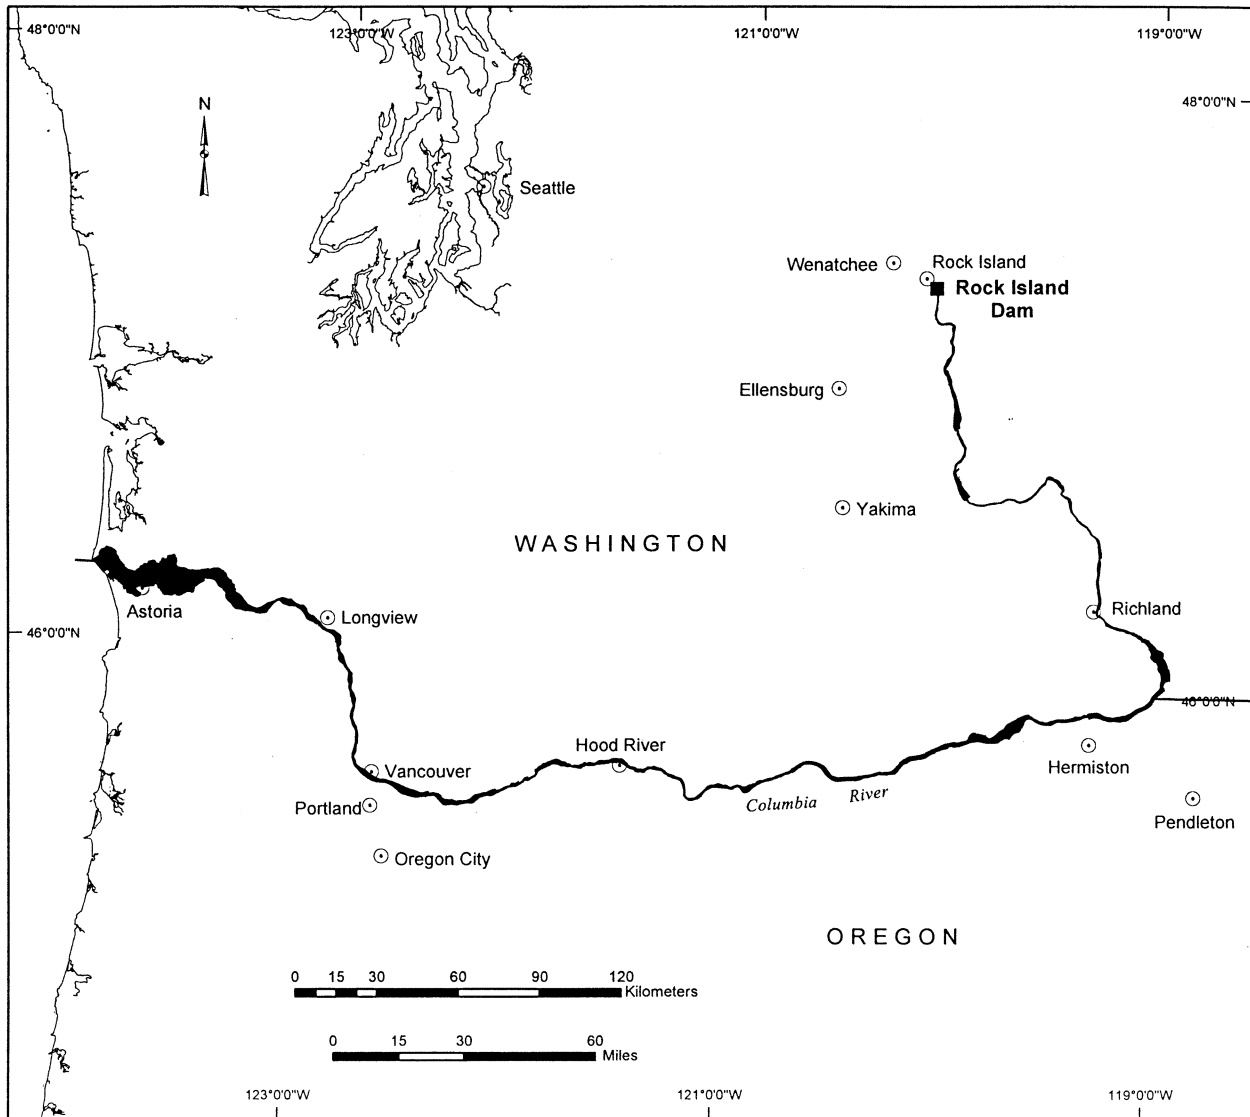 48°0'0"N
123°0'0"W
121°0'0"W
119°0'0"W
48°0'0"N
N
Seattle
Wenatchee
Rock Island
Rock Island
Dam
Ellensburg
Yakima
WASHINGTON
Astoria
Longview
Richland
46°0'0"N
46°0'0"N
Hood River
Vancouver
Columbia River
Hermiston
Portland
Pendleton
Oregon City
OREGON
0 15 30 60 90 120
Kilometers
0 15 30 60
Miles
123°0'0"W
121°0'0"W
119°0'0"W